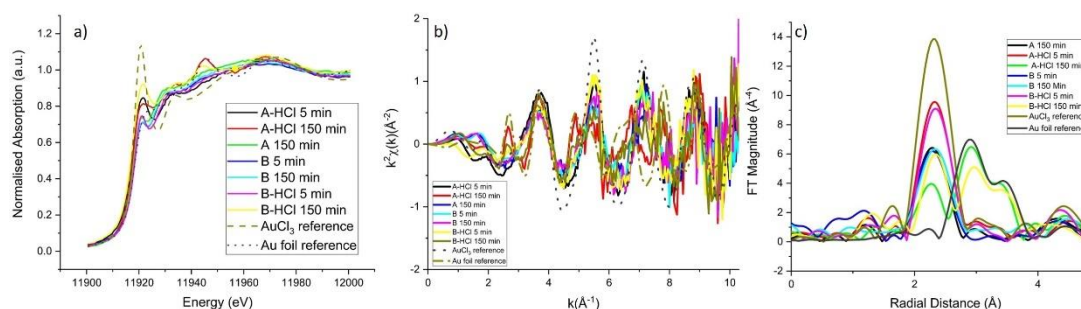 a)
Normalised Absorption (a.u.)
1.2
1.0
0.8
0.6
0.4
0.2
0.0
A-HCl 5 min
A-HCl 150 min
A 150 min
B 5 min
B 150 min
B-HCl 5 min
B-HCl 150 min
AuCl₃ reference
Au foil reference
11900 11920 11940 11960 11980 12000
Energy (eV)
b)
k²χ(k)(Å⁻²)
2
1
0
-1
-2
A-HCl 5 min
A-HCl 150 min
A 150 min
B 5 min
B 150 min
B-HCl 5 min
B-HCl 150 min
AuCl₃ reference
Au foil reference
0 2 4 6 8 10
k(Å⁻¹)
c)
FT Magnitude (Å⁻⁴)
14
12
10
8
6
4
2
0
-2
A 150 min
A-HCl 5 min
A-HCL 150 min
B 5 min
B 150 Min
B-HCl 5 min
B-HCl 150 min
AuCl₃ reference
Au foil reference
0 2 4
Radial Distance (Å)